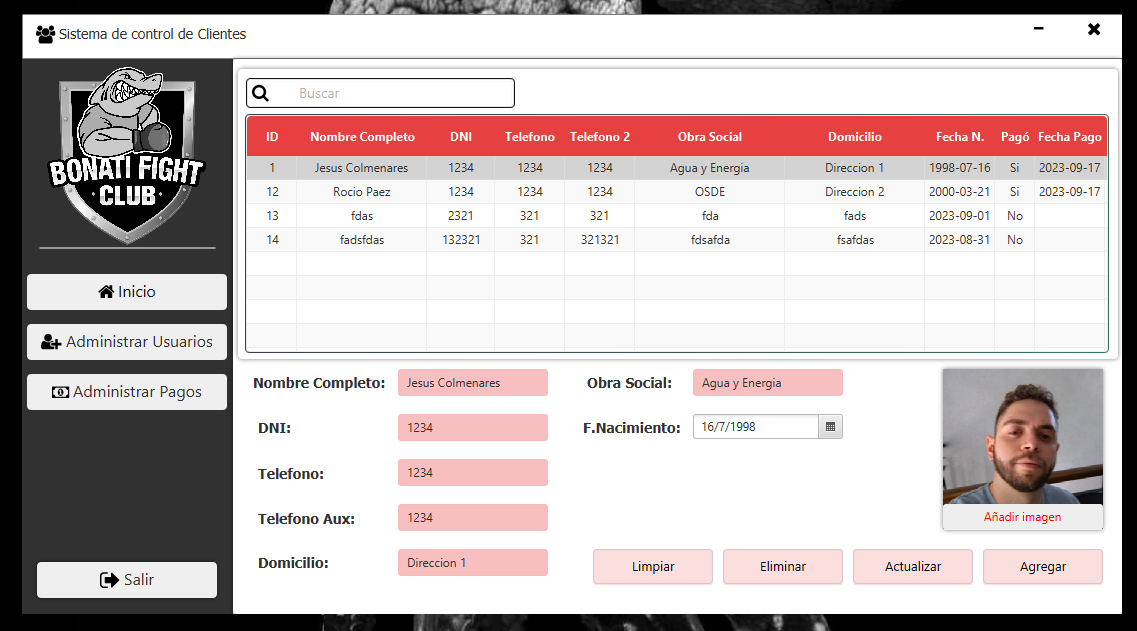 Sistema de control de Clientes
BONATI FIGHT
· CLUB ·
Inicio
Administrar Usuarios
Administrar Pagos
Salir
Buscar
ID Nombre Completo DNI Telefono Telefono 2 Obra Social Domicilio Fecha N. Pagó Fecha Pago
1 Jesus Colmenares 1234 1234 1234 Agua y Energia Direccion 1 1998-07-16 Si 2023-09-17
12 Rocio Paez 1234 1234 1234 OSDE Direccion 2 2000-03-21 Si 2023-09-17
13 fdas 2321 321 321 fda fads 2023-09-01 No
14 fadsfdas 132321 321 321321 fdsafda fsafdas 2023-08-31 No
Nombre Completo: Jesus Colmenares Obra Social: Agua y Energia
DNI: 1234 F.Nacimiento: 16/7/1998
Telefono: 1234
Telefono Aux: 1234
Añadir imagen
Domicilio: Direccion 1
Limpiar Eliminar Actualizar Agregar